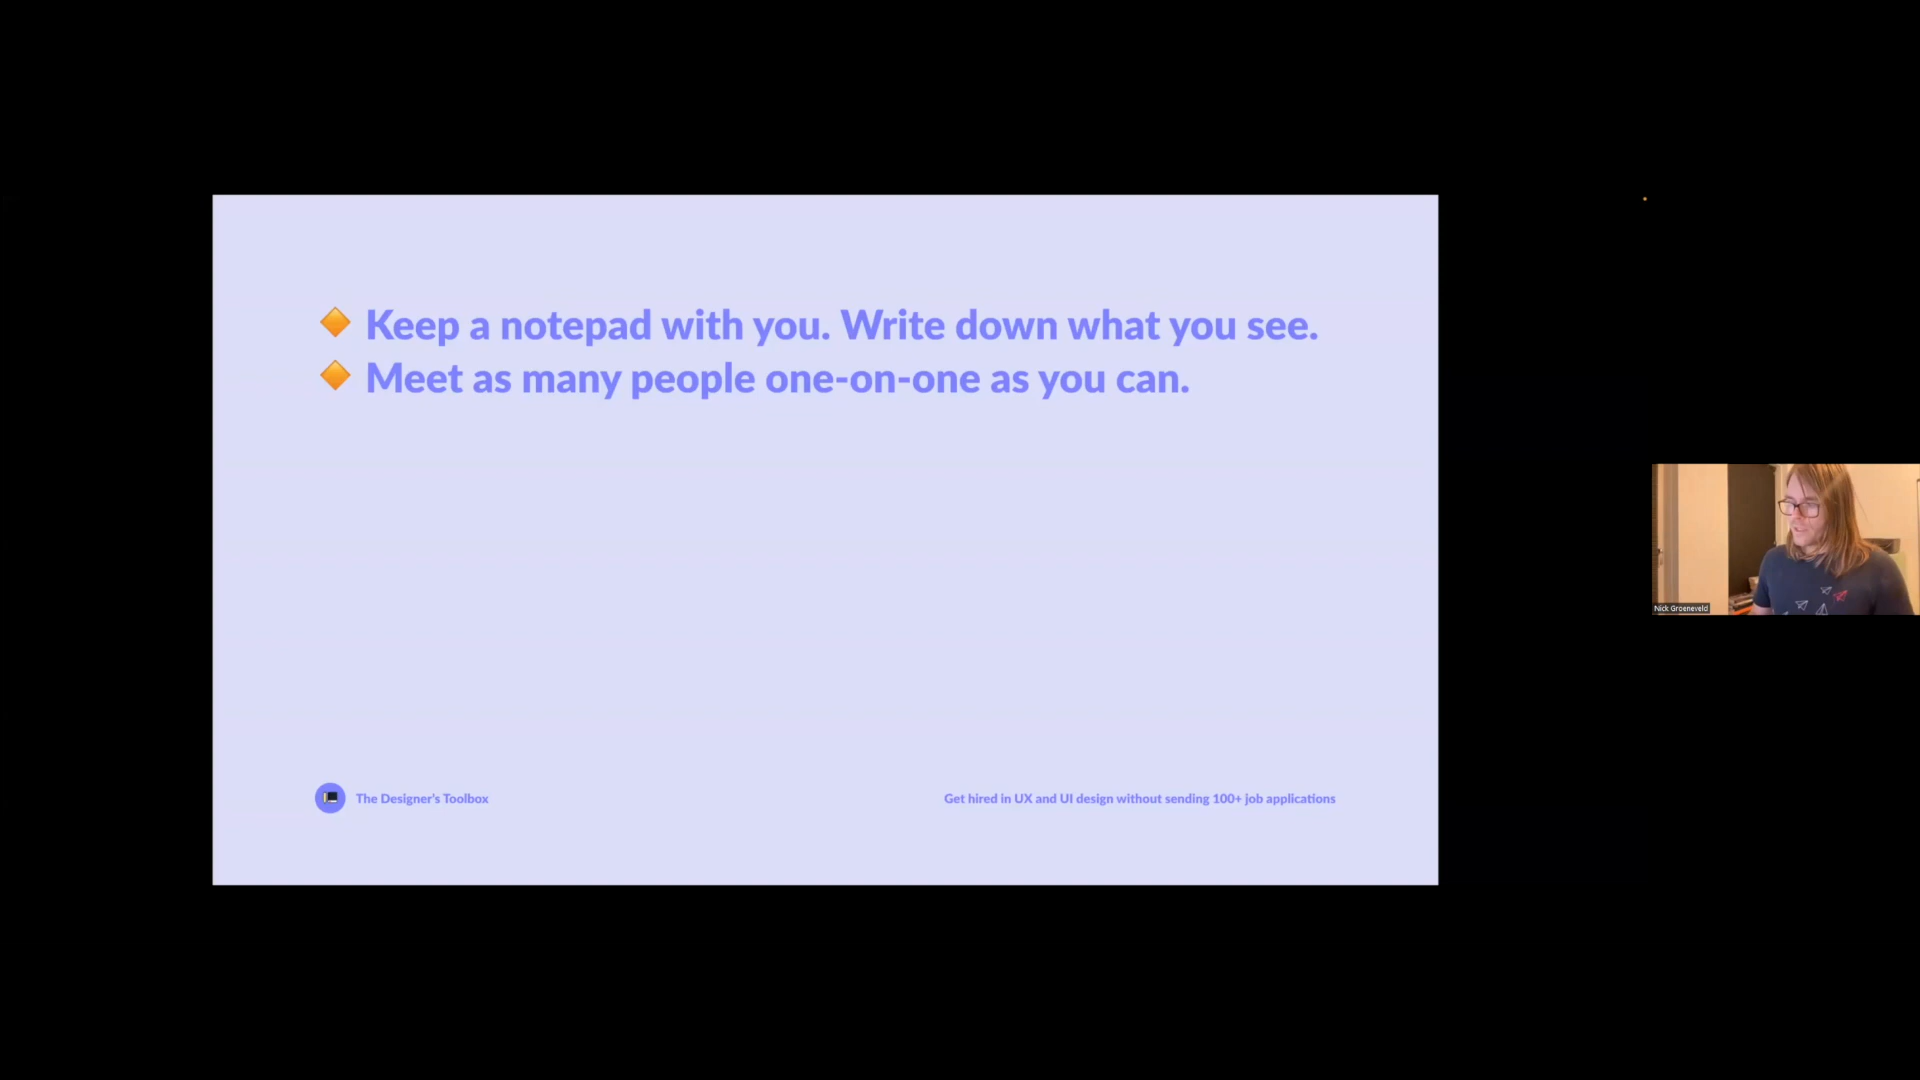 🔶 Keep a notepad with you. Write down what you see.
🔶 Meet as many people one-on-one as you can.
The Designer's Toolbox
Get hired in UX and UI design without sending 100+ job applications
Nick Groeneveld